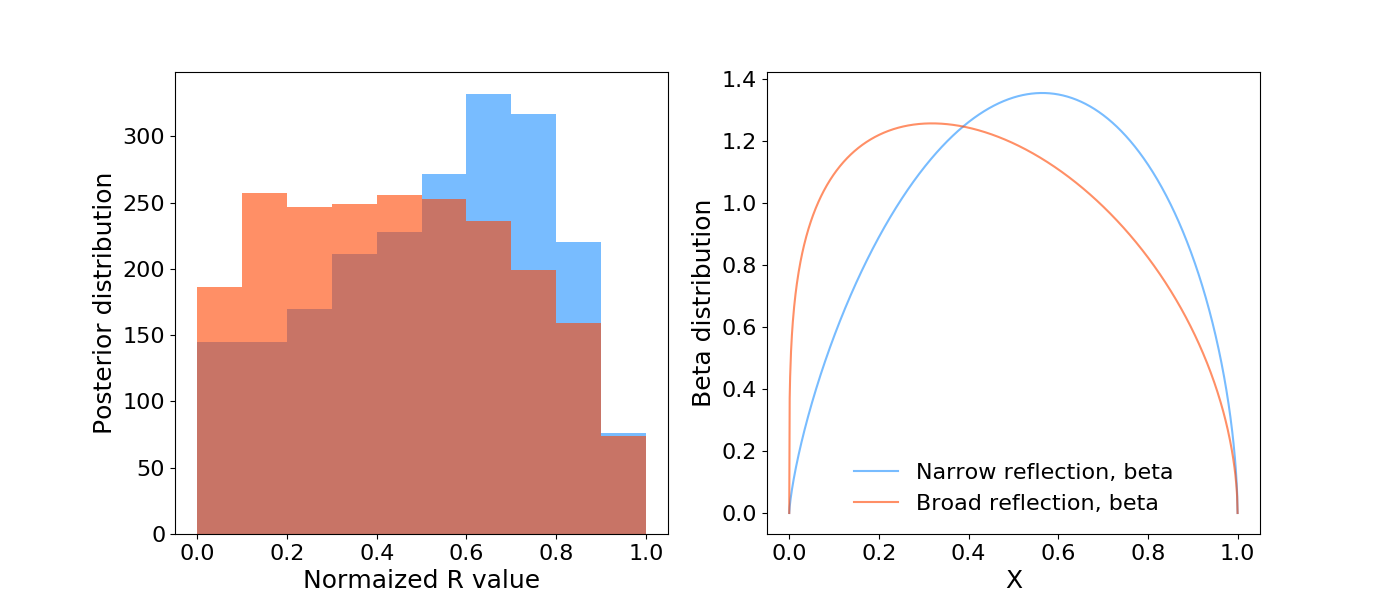 Posterior distribution
300
250
200
150
100
50
0
0.0 0.2 0.4 0.6 0.8 1.0
Normaized R value
Beta distribution
1.4
1.2
1.0
0.8
0.6
0.4
0.2
0.0
Narrow reflection, beta
Broad reflection, beta
0.0 0.2 0.4 0.6 0.8 1.0
X